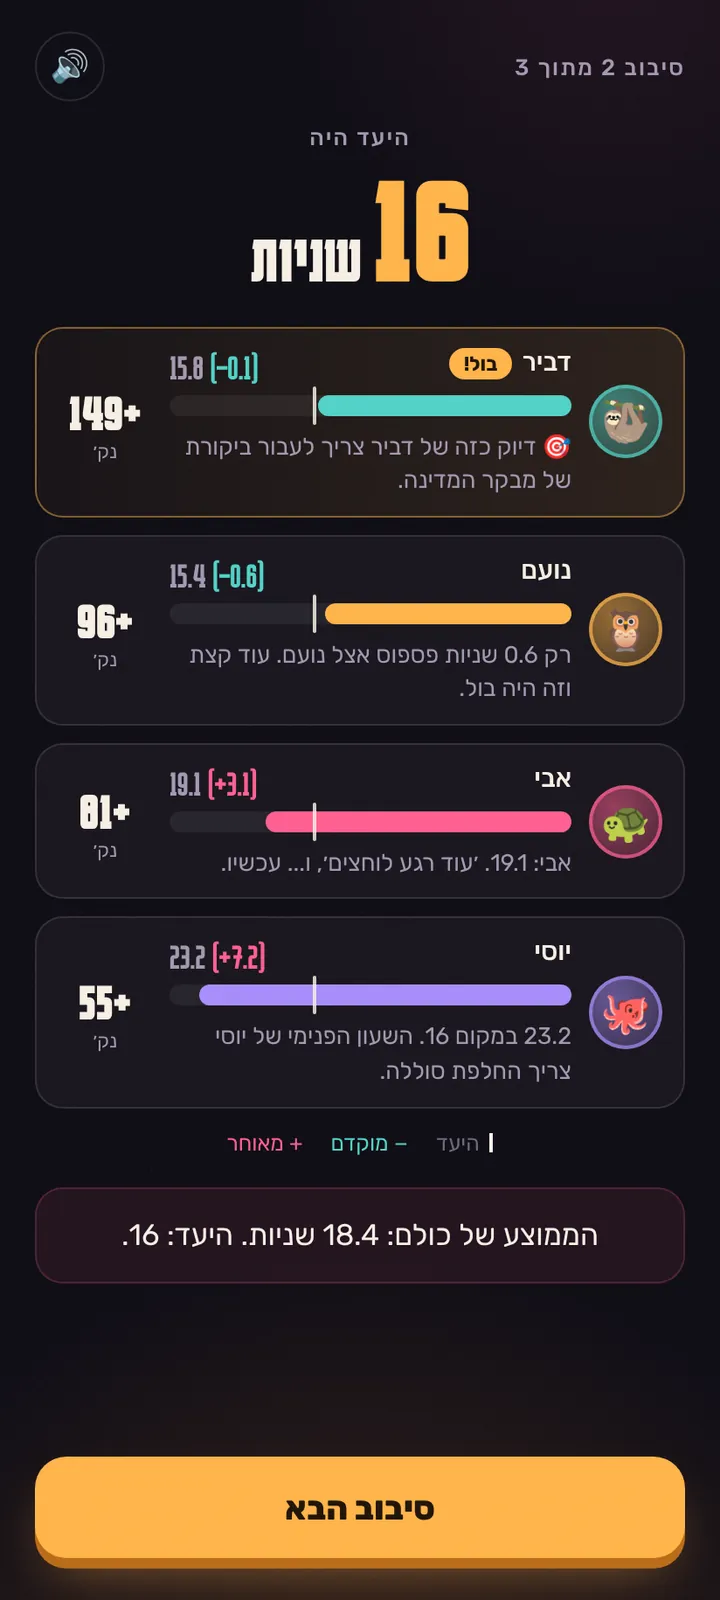 סיבוב 2 מתוך 3
היעד היה
16 שניות
דביר בול!
15.8 (−0.1)
🎯 דיוק כזה של דביר צריך לעבור ביקורת
של מבקר המדינה.
149+
נק׳
נועם
15.4 (−0.6)
רק 0.6 שניות פספוס אצל נועם. עוד קצת
וזה היה בול.
96+
נק׳
אבי
19.1 (+3.1)
אבי: 19.1. ׳עוד רגע לוחצים׳, ו... עכשיו.
81+
נק׳
יוסי
23.2 (+7.2)
23.2 במקום 16. השעון הפנימי של יוסי
צריך החלפת סוללה.
55+
נק׳
היעד − מוקדם + מאוחר
הממוצע של כולם: 18.4 שניות. היעד: 16.
סיבוב הבא